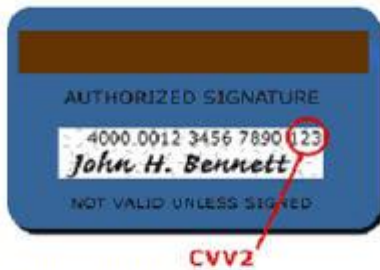 AUTHORIZED SIGNATURE
4000 0012 3456 7890 123
John H. Bennett
NOT VALID UNLESS SIGNED
CVV2